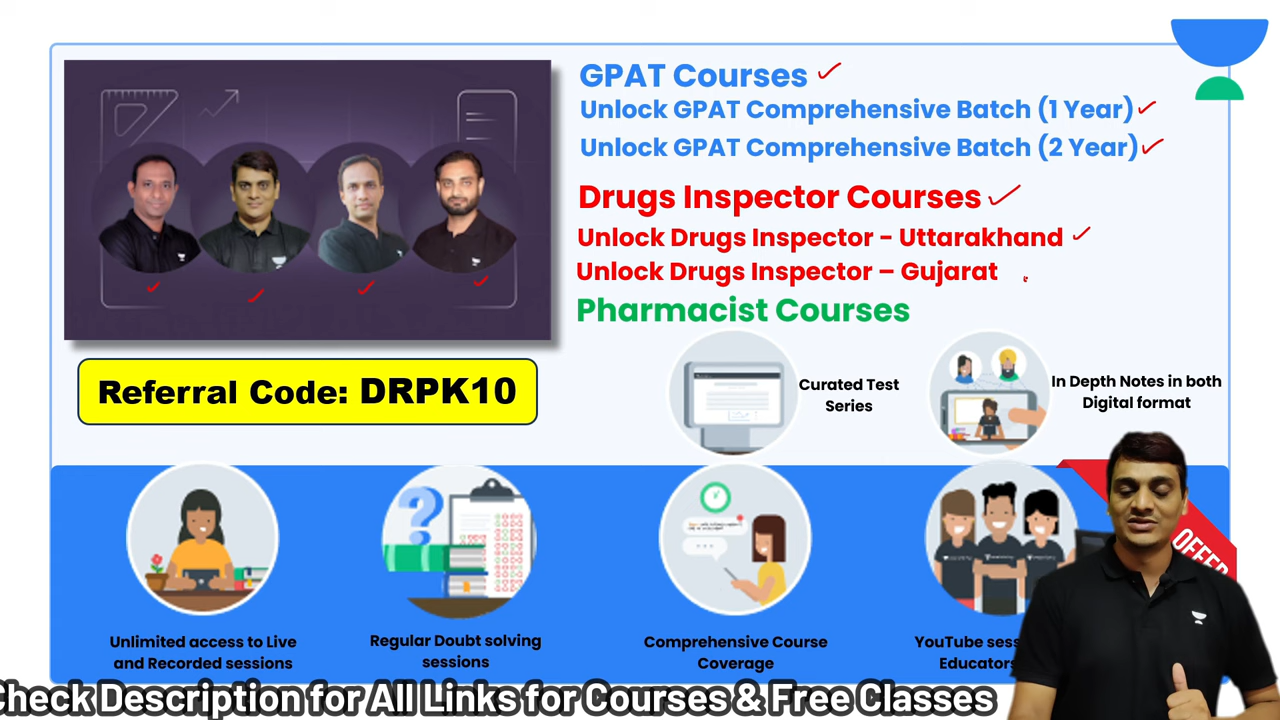 GPAT Courses
Unlock GPAT Comprehensive Batch (1 Year)
Unlock GPAT Comprehensive Batch (2 Year)
Drugs Inspector Courses
Unlock Drugs Inspector - Uttarakhand
Unlock Drugs Inspector – Gujarat
Pharmacist Courses
Referral Code: DRPK10
Curated Test
Series
In Depth Notes in both
Digital format
OFFER
Unlimited access to Live
and Recorded sessions
Regular Doubt solving
sessions
Comprehensive Course
Coverage
YouTube
Educators
Check Description for All Links for Courses & Free Classes